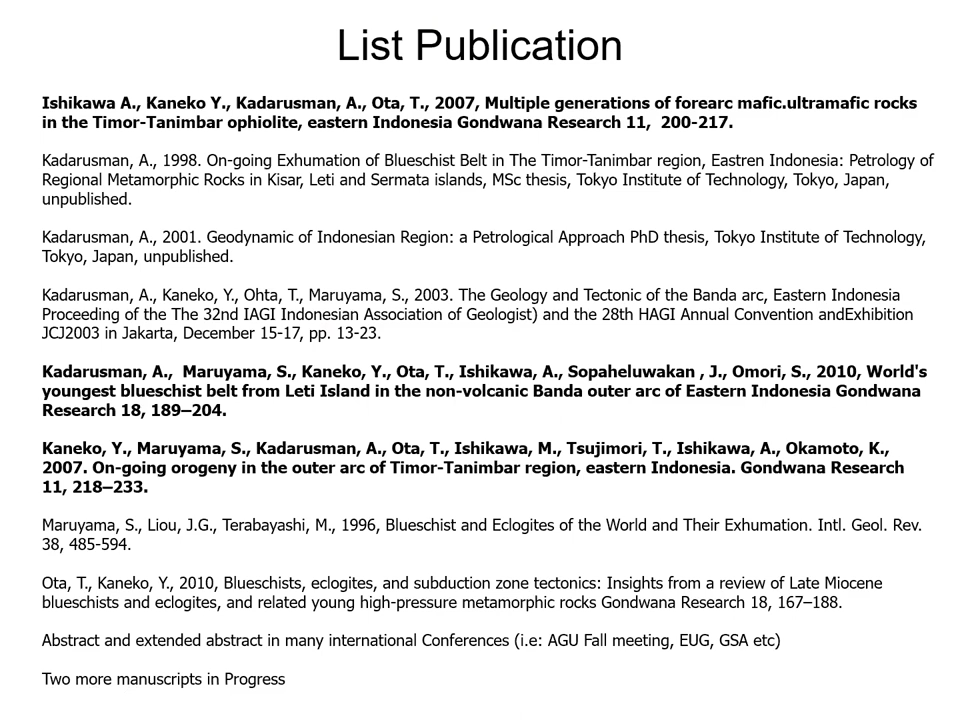 List Publication
Ishikawa A., Kaneko Y., Kadarusman, A., Ota, T., 2007, Multiple generations of forearc mafic.ultramafic rocks
in the Timor-Tanimbar ophiolite, eastern Indonesia Gondwana Research 11,  200-217.
Kadarusman, A., 1998. On-going Exhumation of Blueschist Belt in The Timor-Tanimbar region, Eastren Indonesia: Petrology of
Regional Metamorphic Rocks in Kisar, Leti and Sermata islands, MSc thesis, Tokyo Institute of Technology, Tokyo, Japan,
unpublished.
Kadarusman, A., 2001. Geodynamic of Indonesian Region: a Petrological Approach PhD thesis, Tokyo Institute of Technology,
Tokyo, Japan, unpublished.
Kadarusman, A., Kaneko, Y., Ohta, T., Maruyama, S., 2003. The Geology and Tectonic of the Banda arc, Eastern Indonesia
Proceeding of the The 32nd IAGI Indonesian Association of Geologist) and the 28th HAGI Annual Convention andExhibition
JCJ2003 in Jakarta, December 15-17, pp. 13-23.
Kadarusman, A.,  Maruyama, S., Kaneko, Y., Ota, T., Ishikawa, A., Sopaheluwakan , J., Omori, S., 2010, World's
youngest blueschist belt from Leti Island in the non-volcanic Banda outer arc of Eastern Indonesia Gondwana
Research 18, 189–204.
Kaneko, Y., Maruyama, S., Kadarusman, A., Ota, T., Ishikawa, M., Tsujimori, T., Ishikawa, A., Okamoto, K.,
2007. On-going orogeny in the outer arc of Timor-Tanimbar region, eastern Indonesia. Gondwana Research
11, 218–233.
Maruyama, S., Liou, J.G., Terabayashi, M., 1996, Blueschist and Eclogites of the World and Their Exhumation. Intl. Geol. Rev.
38, 485-594.
Ota, T., Kaneko, Y., 2010, Blueschists, eclogites, and subduction zone tectonics: Insights from a review of Late Miocene
blueschists and eclogites, and related young high-pressure metamorphic rocks Gondwana Research 18, 167–188.
Abstract and extended abstract in many international Conferences (i.e: AGU Fall meeting, EUG, GSA etc)
Two more manuscripts in Progress